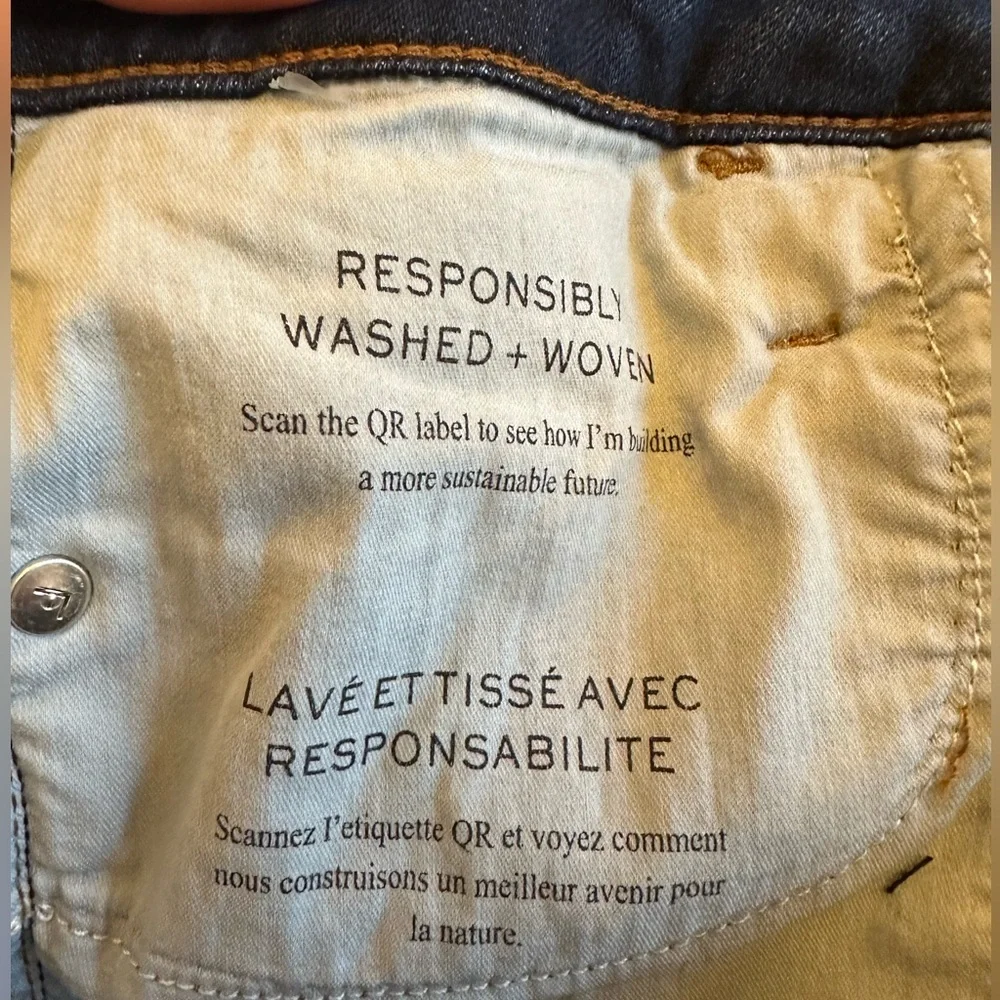 RESPONSIBLY
WASHED + WOVEN
Scan the QR label to see how I'm building
a more sustainable future.
LAVÉ ET TISSÉ AVEC
RESPONSABILITE
Scannez l'etiquette QR et voyez comment
nous construisons un meilleur avenir pour
la nature.